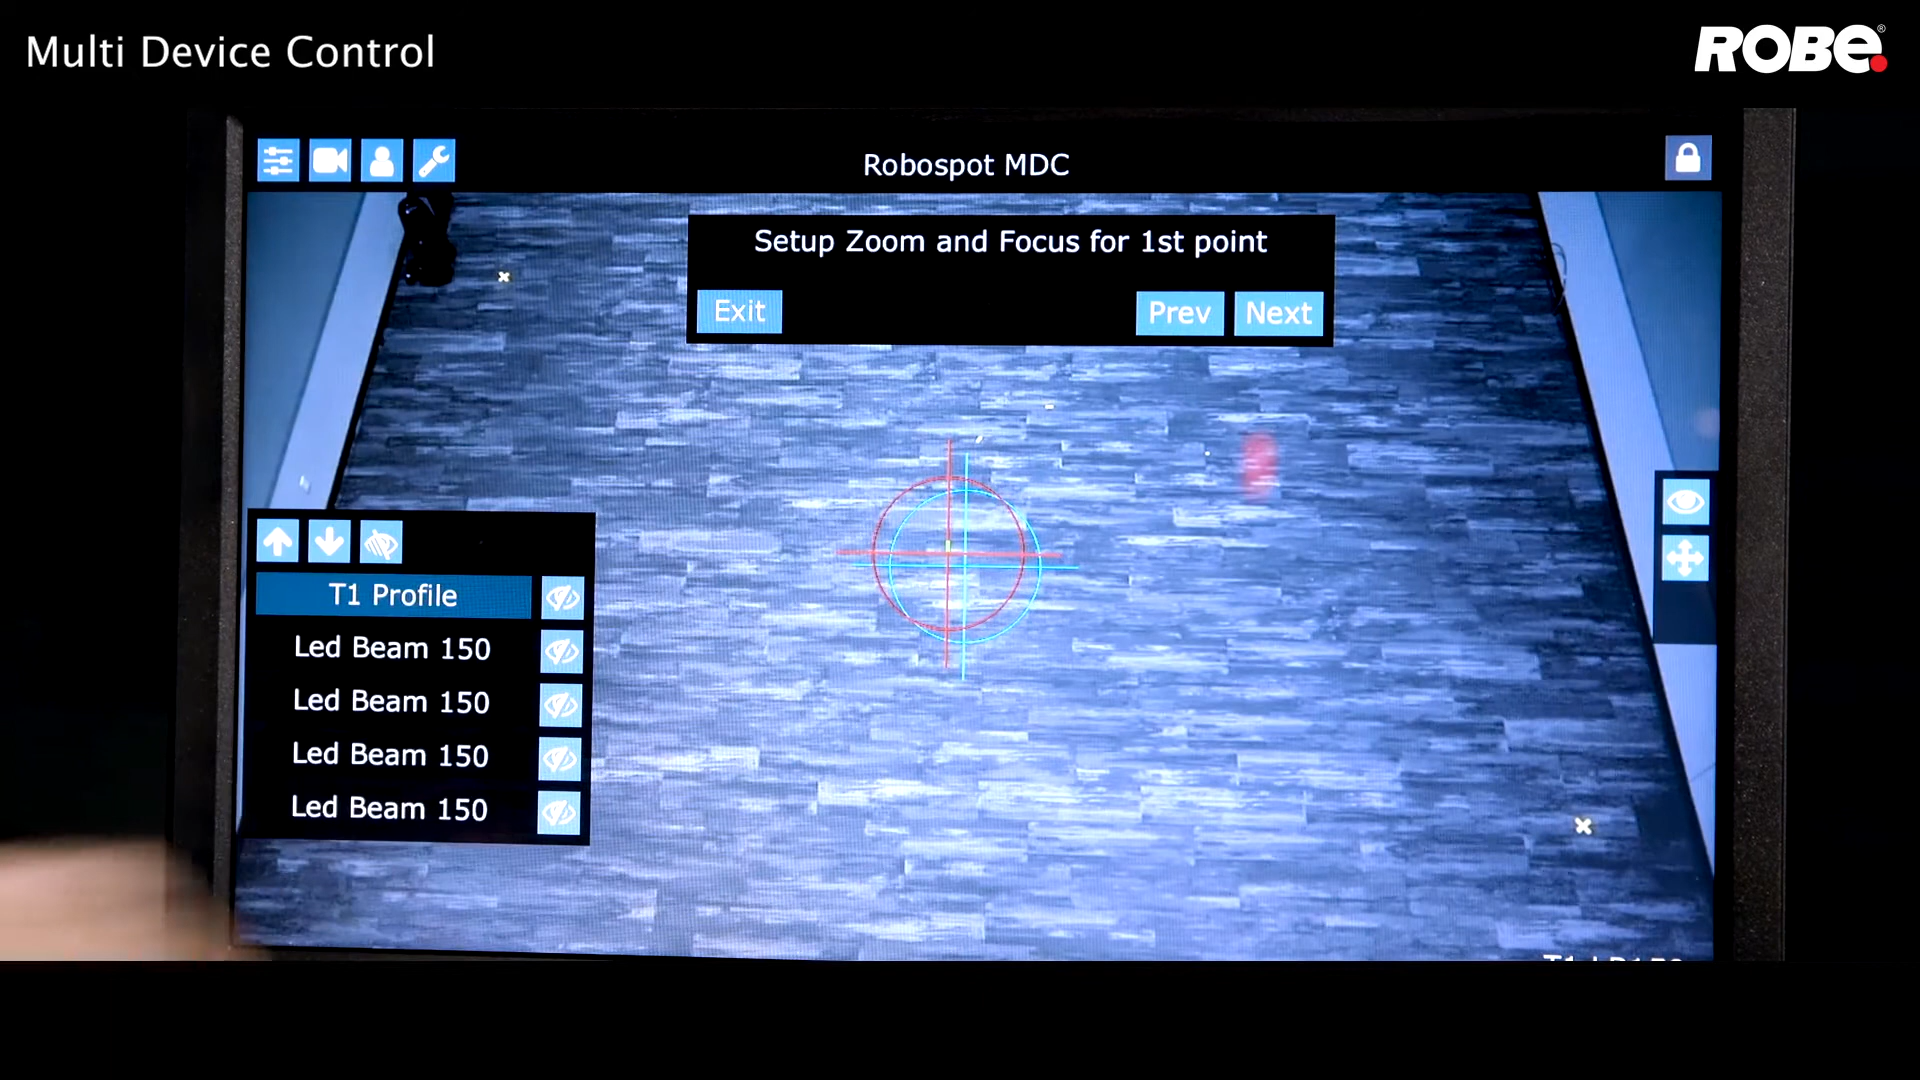 Multi Device Control
ROBE®
Robospot MDC
Setup Zoom and Focus for 1st point
Exit
Prev
Next
T1 Profile
Led Beam 150
Led Beam 150
Led Beam 150
Led Beam 150